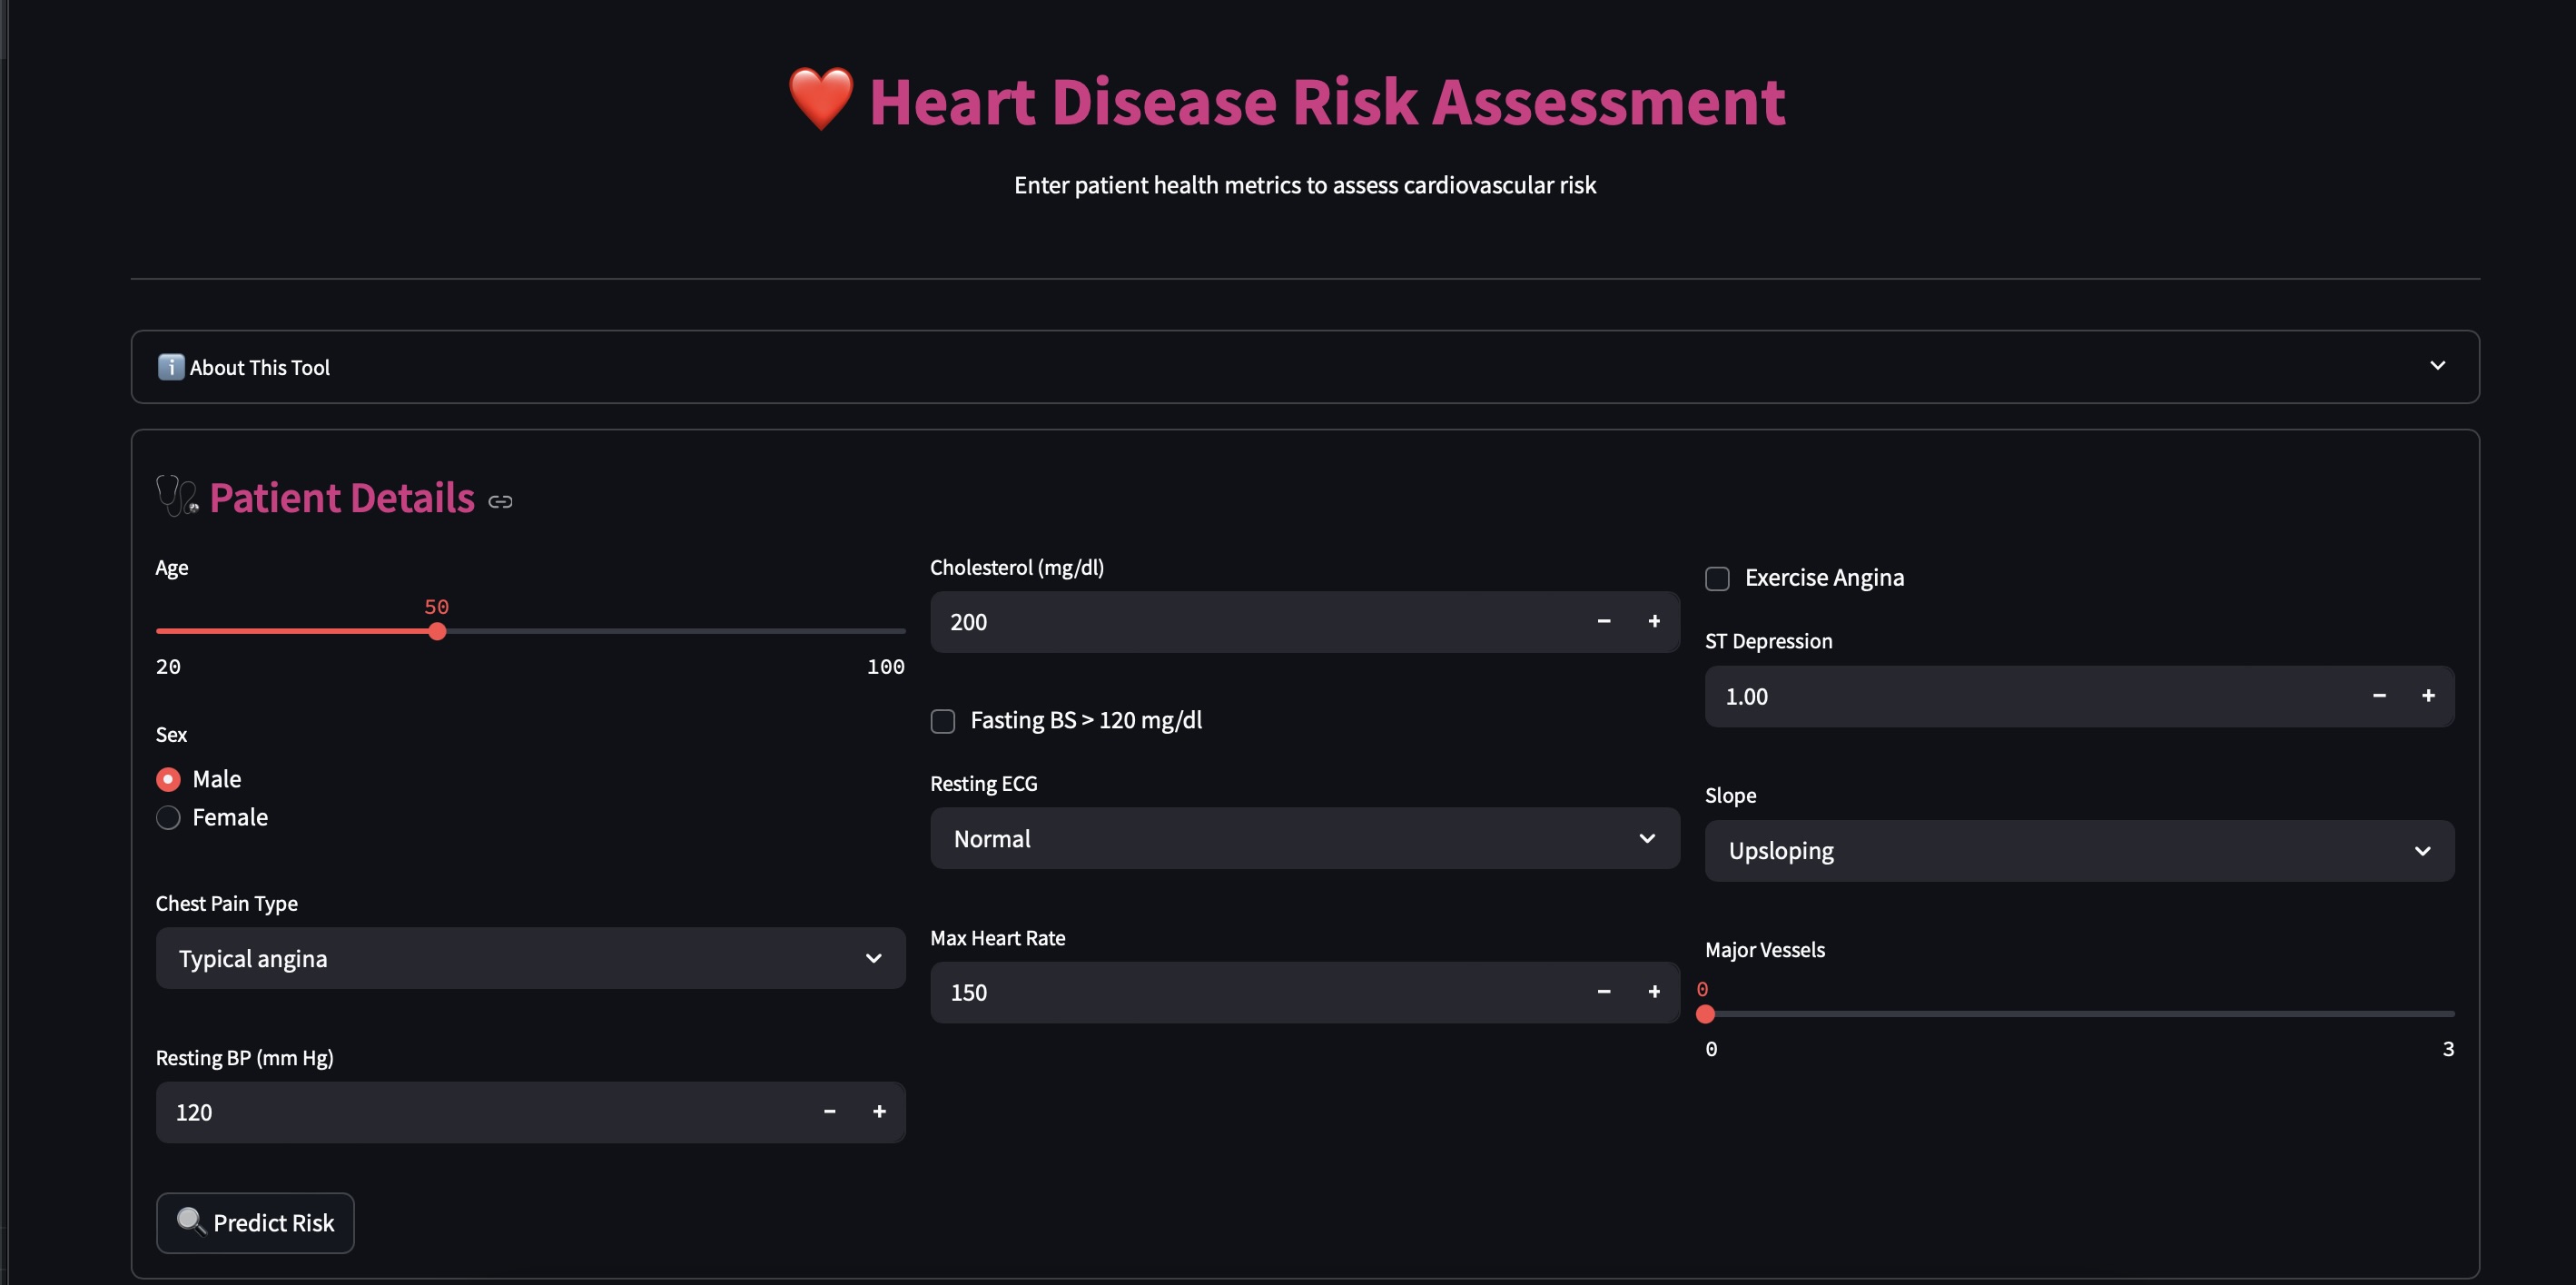 Heart Disease Risk Assessment
Enter patient health metrics to assess cardiovascular risk
About This Tool
Patient Details
Age
50
20 100
Sex
Male
Female
Chest Pain Type
Typical angina
Resting BP (mm Hg)
120
Cholesterol (mg/dl)
200
Fasting BS > 120 mg/dl
Resting ECG
Normal
Max Heart Rate
150
Exercise Angina
ST Depression
1.00
Slope
Upsloping
Major Vessels
0
0 3
Predict Risk